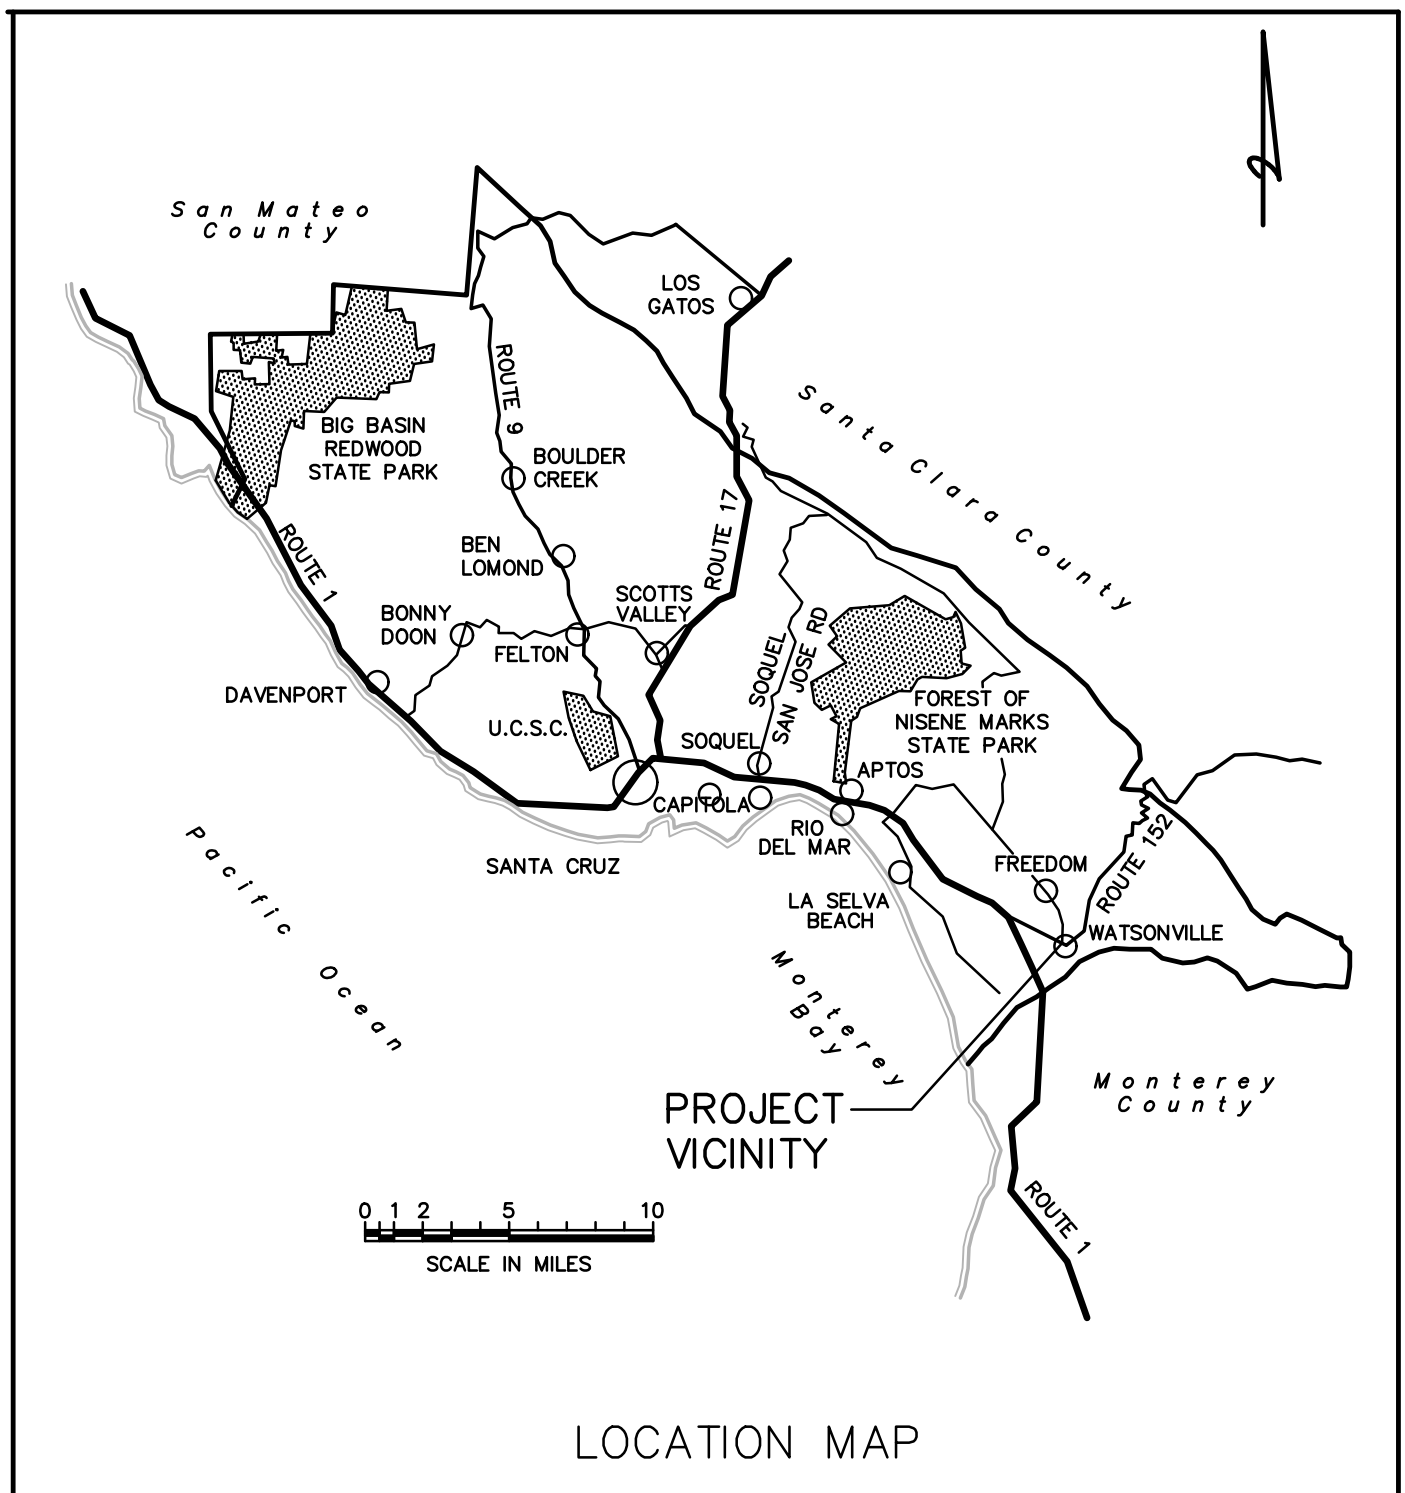 San Mateo
County
LOS
GATOS
ROUTE 9
Santa Clara County
BIG BASIN
REDWOOD
STATE PARK
BOULDER
CREEK
ROUTE 17
ROUTE 1
BEN
LOMOND
SCOTTS
VALLEY
BONNY
DOON
FELTON
SOQUEL
SAN JOSE RD
DAVENPORT
U.C.S.C.
FOREST OF
NISENE MARKS
STATE PARK
SOQUEL
APTOS
CAPITOLA
RIO
DEL MAR
ROUTE 152
SANTA CRUZ
FREEDOM
LA SELVA
BEACH
WATSONVILLE
Pacific Ocean
Monterey
Bay
Monterey
County
PROJECT
VICINITY
0 1 2 5 10
SCALE IN MILES
ROUTE 1
LOCATION MAP